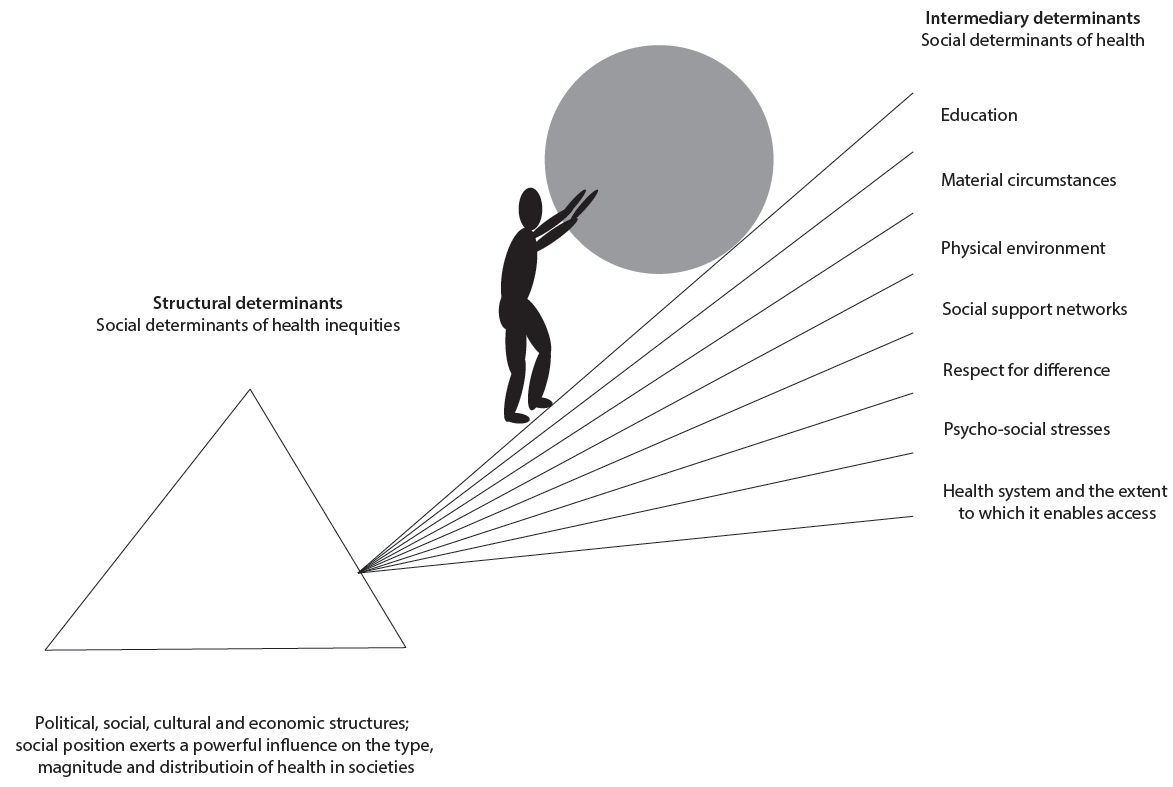 Intermediary determinants
Social determinants of health
Education
Material circumstances
Physical environment
Structural determinants
Social determinants of health inequities
Social support networks
Respect for difference
Psycho-social stresses
Health system and the extent
to which it enables access
Political, social, cultural and economic structures;
social position exerts a powerful influence on the type,
magnitude and distributioin of health in societies